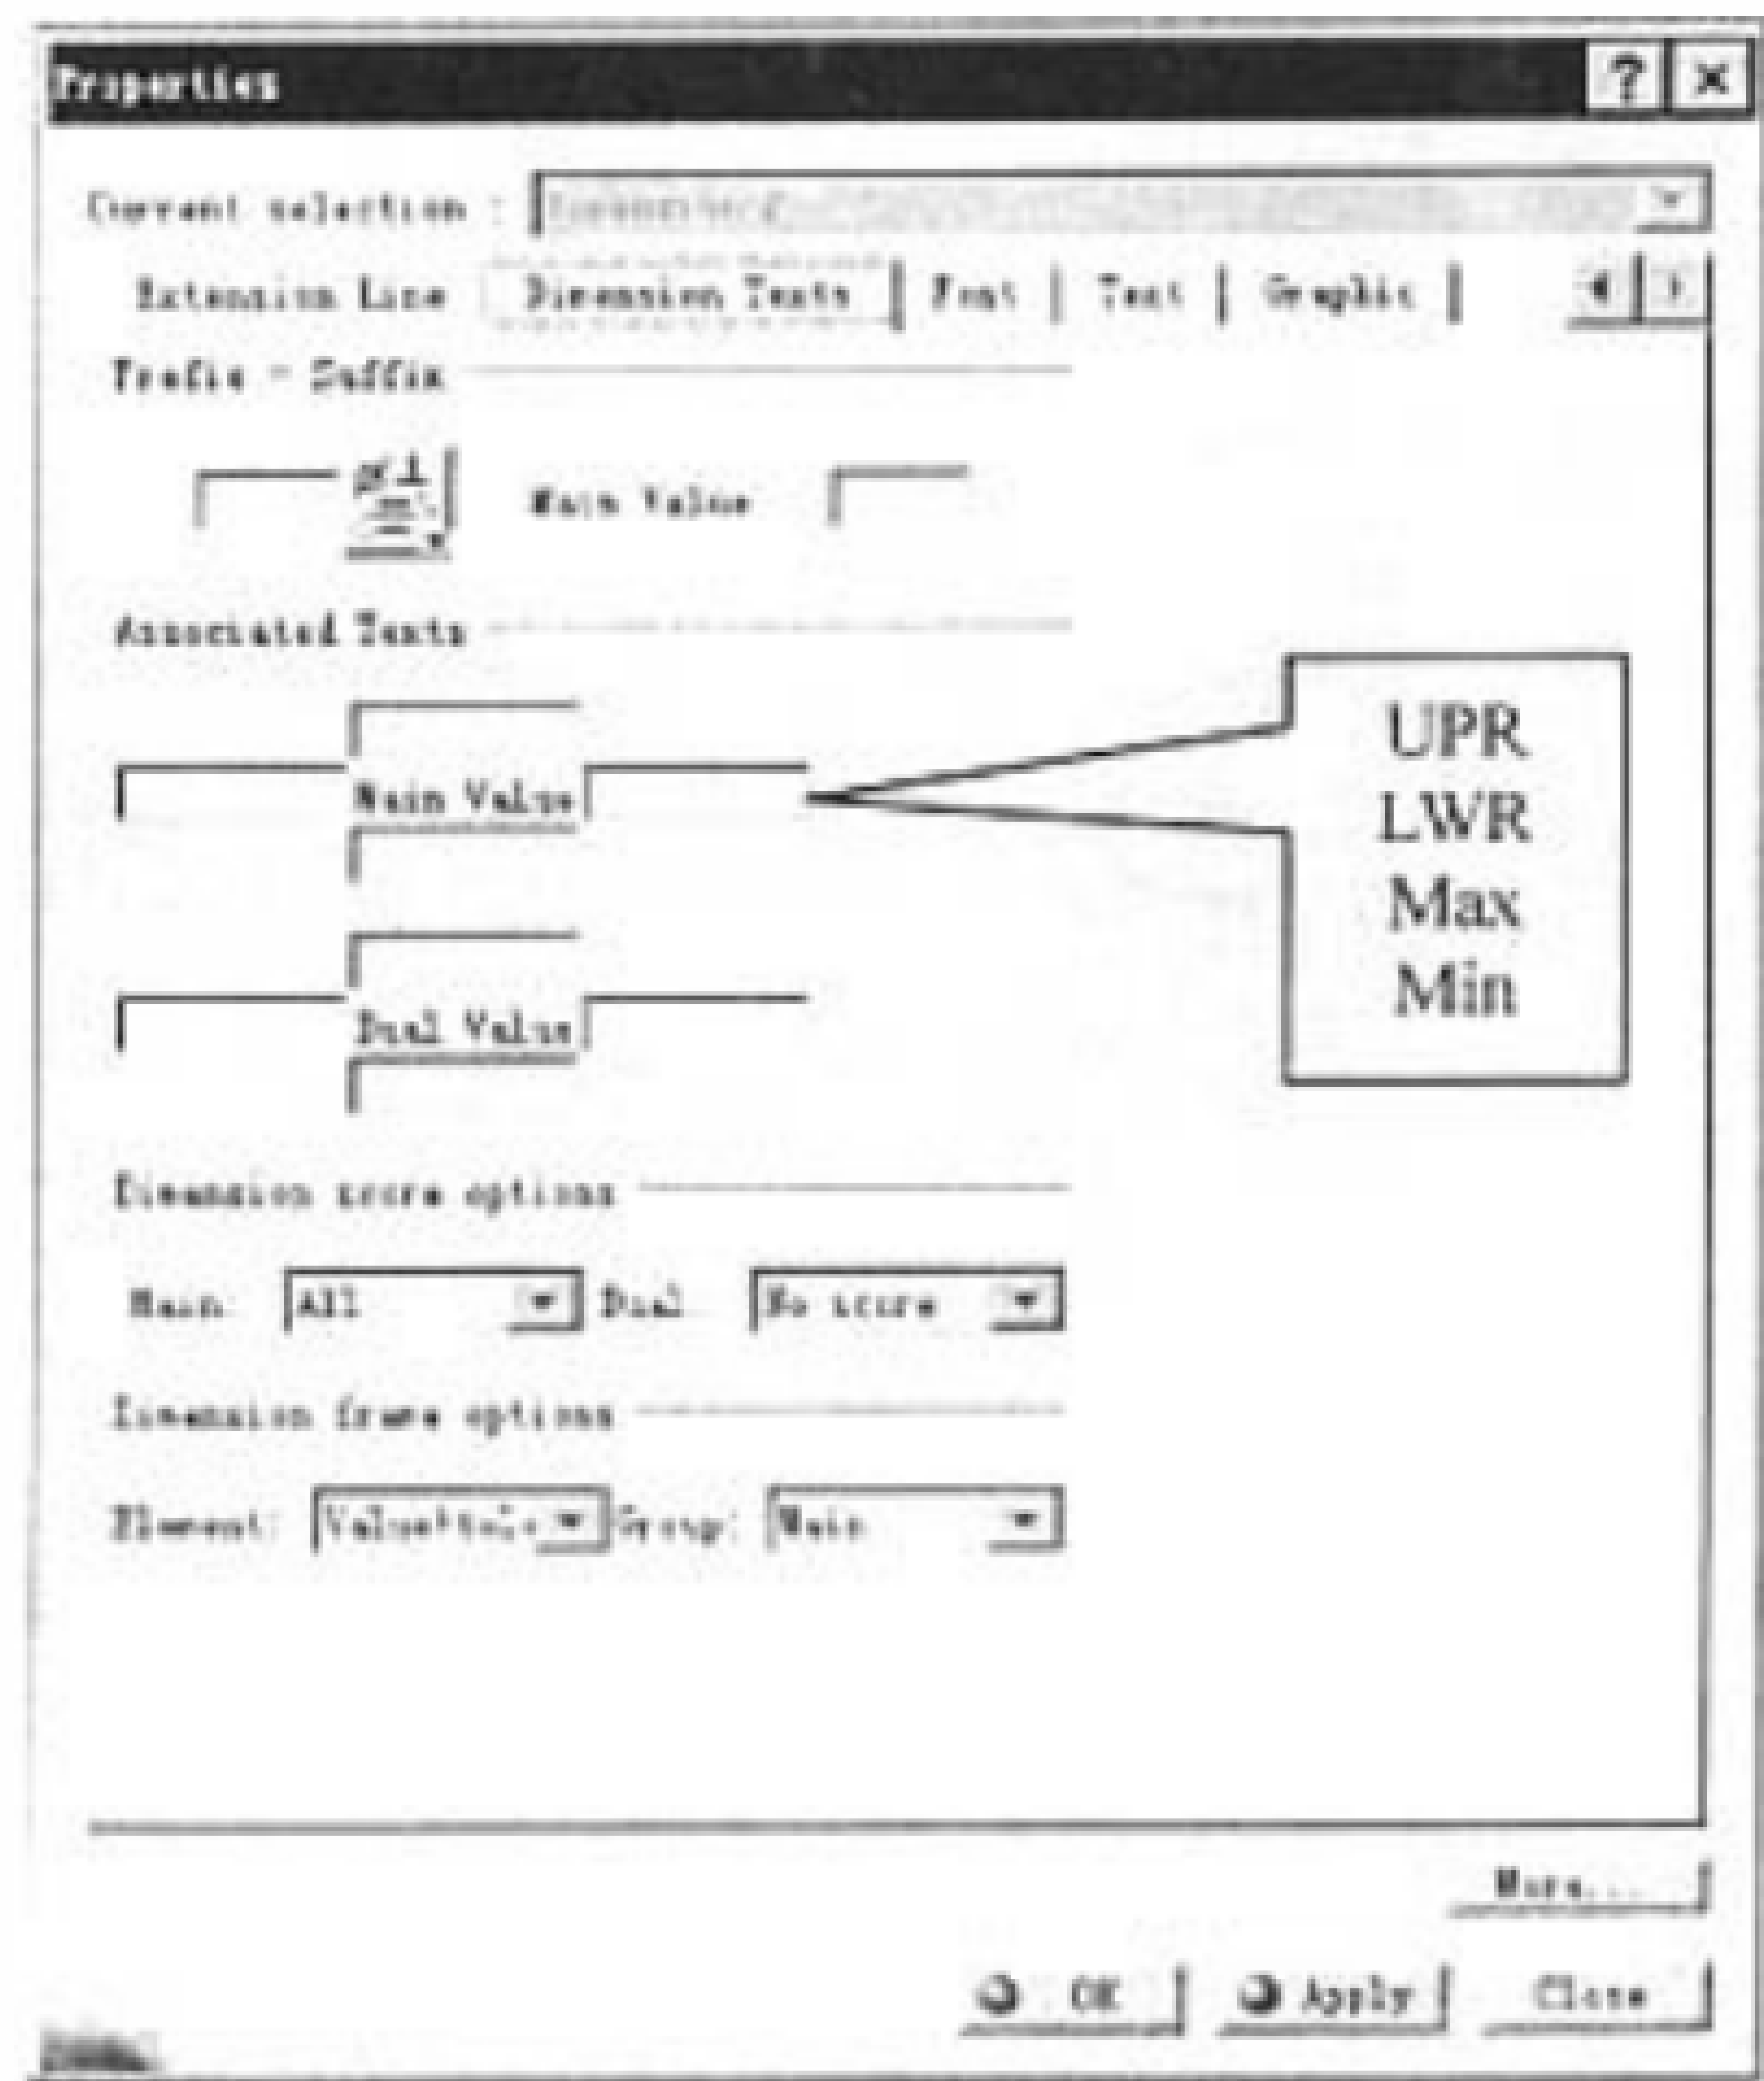 Properties
? ×
Current selection :
Extension Line Dimension Texts Font Text Graphic
Prefix - Suffix
Main Value
Associated Texts
UPR
Main Value
LWR
Max
Min
Dual Value
Dimension score options
Main: All Dual: No score
Dimension frame options
Element: Group: Main
More...
OK Apply Close